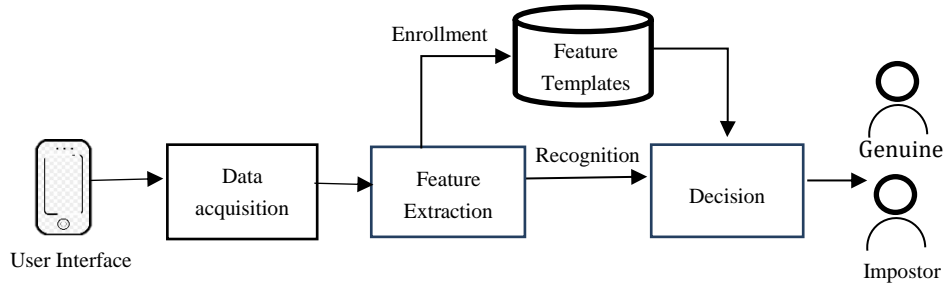 Enrollment
Feature
Templates
Genuine
Recognition
Data
acquisition
Feature
Extraction
Decision
User Interface
Impostor